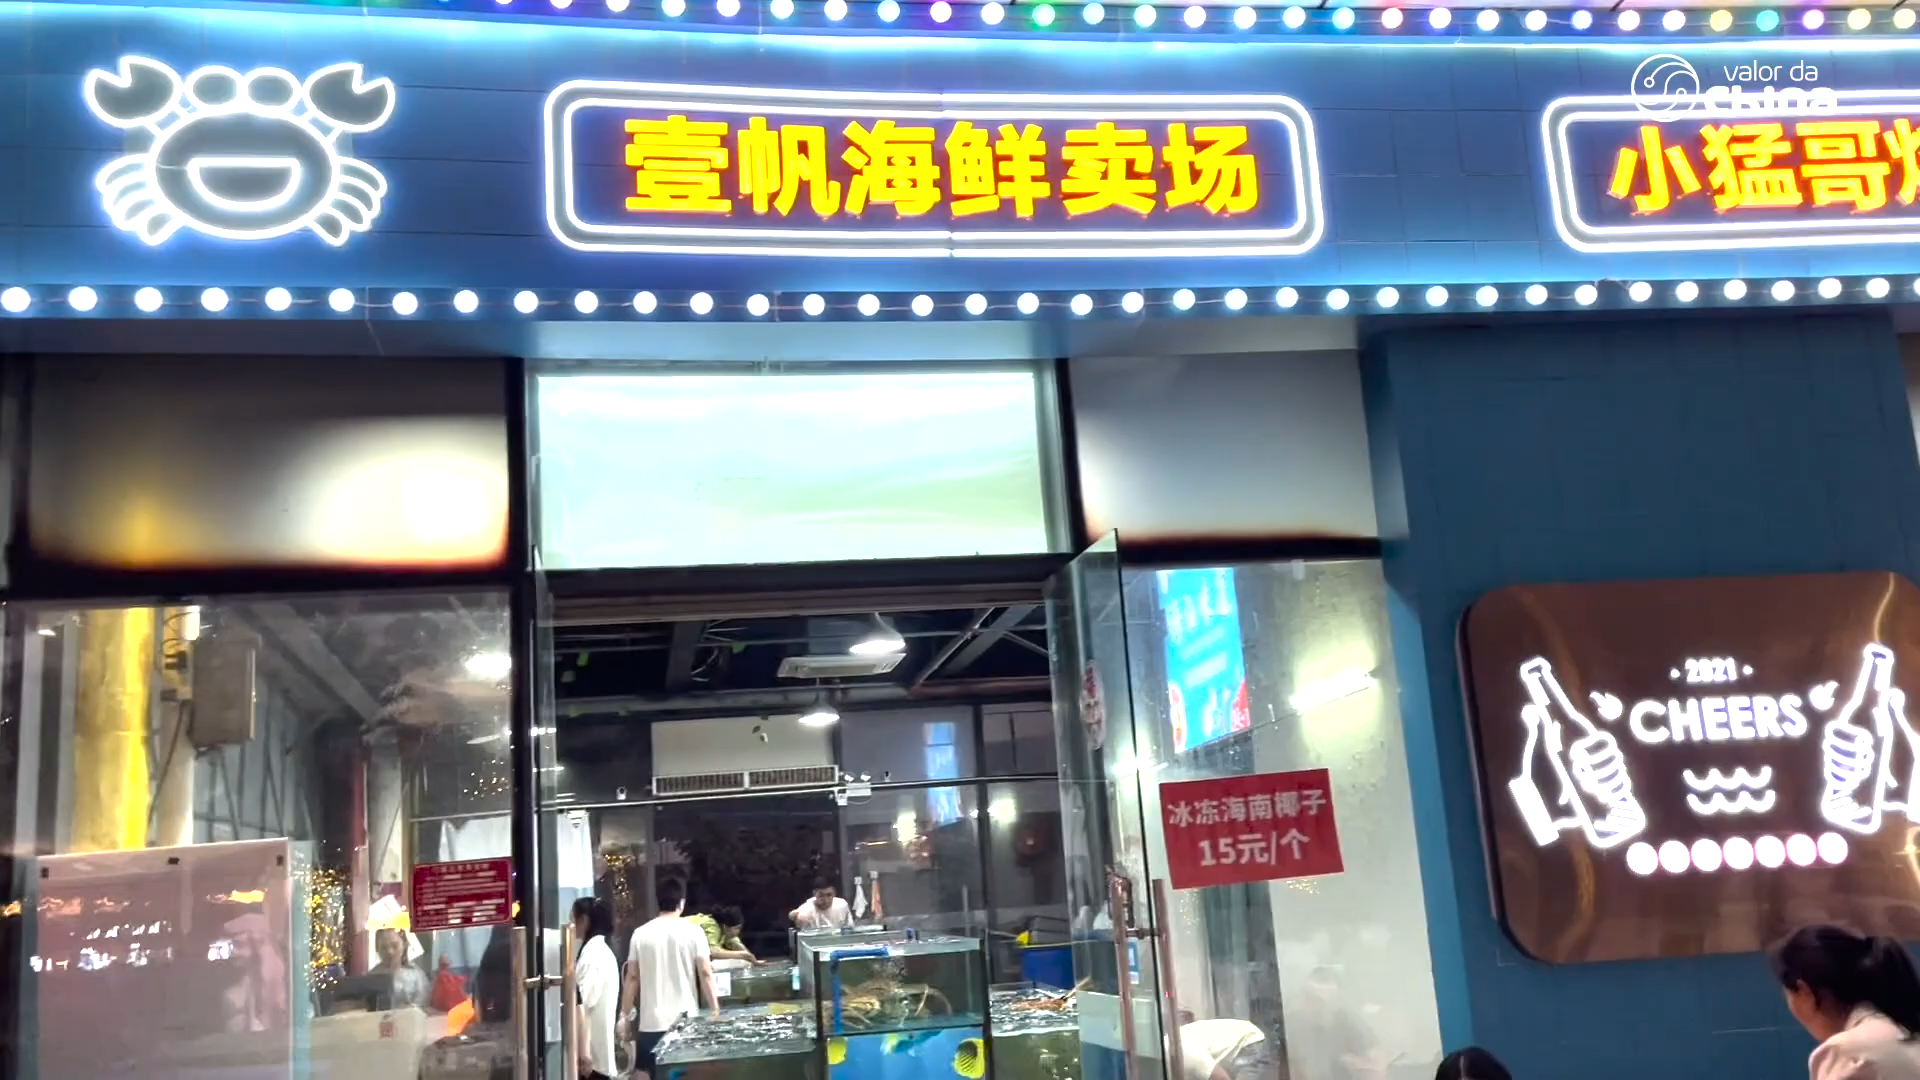 valor da
china
壹帆海鲜卖场
小猛哥
· 2021 ·
CHEERS
冰冻海南椰子
15元/个